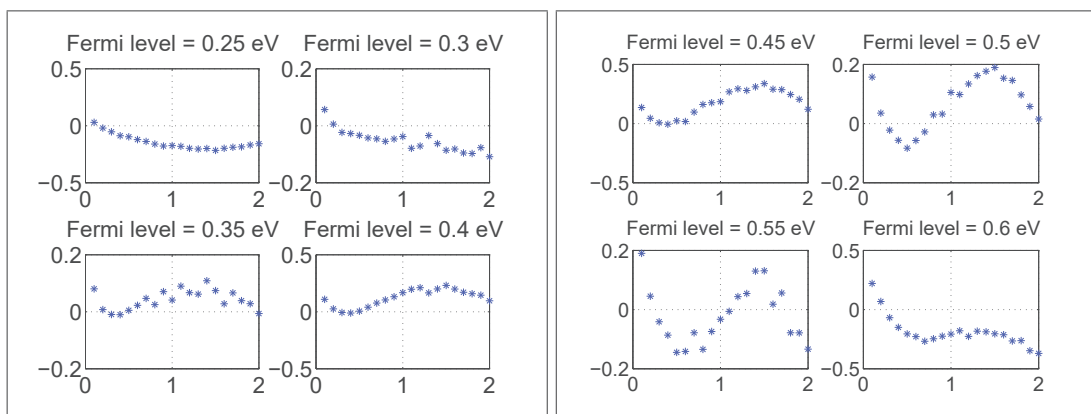 Fermi level = 0.25 eV
0.5
0
−0.5
0 1 2
Fermi level = 0.3 eV
0.2
0
−0.2
0 1 2
Fermi level = 0.35 eV
0.2
0
−0.2
0 1 2
Fermi level = 0.4 eV
0.5
0
−0.5
0 1 2
Fermi level = 0.45 eV
0.5
0
−0.5
0 1 2
Fermi level = 0.5 eV
0.2
0
−0.2
0 1 2
Fermi level = 0.55 eV
0.2
0
−0.2
0 1 2
Fermi level = 0.6 eV
0.5
0
−0.5
0 1 2